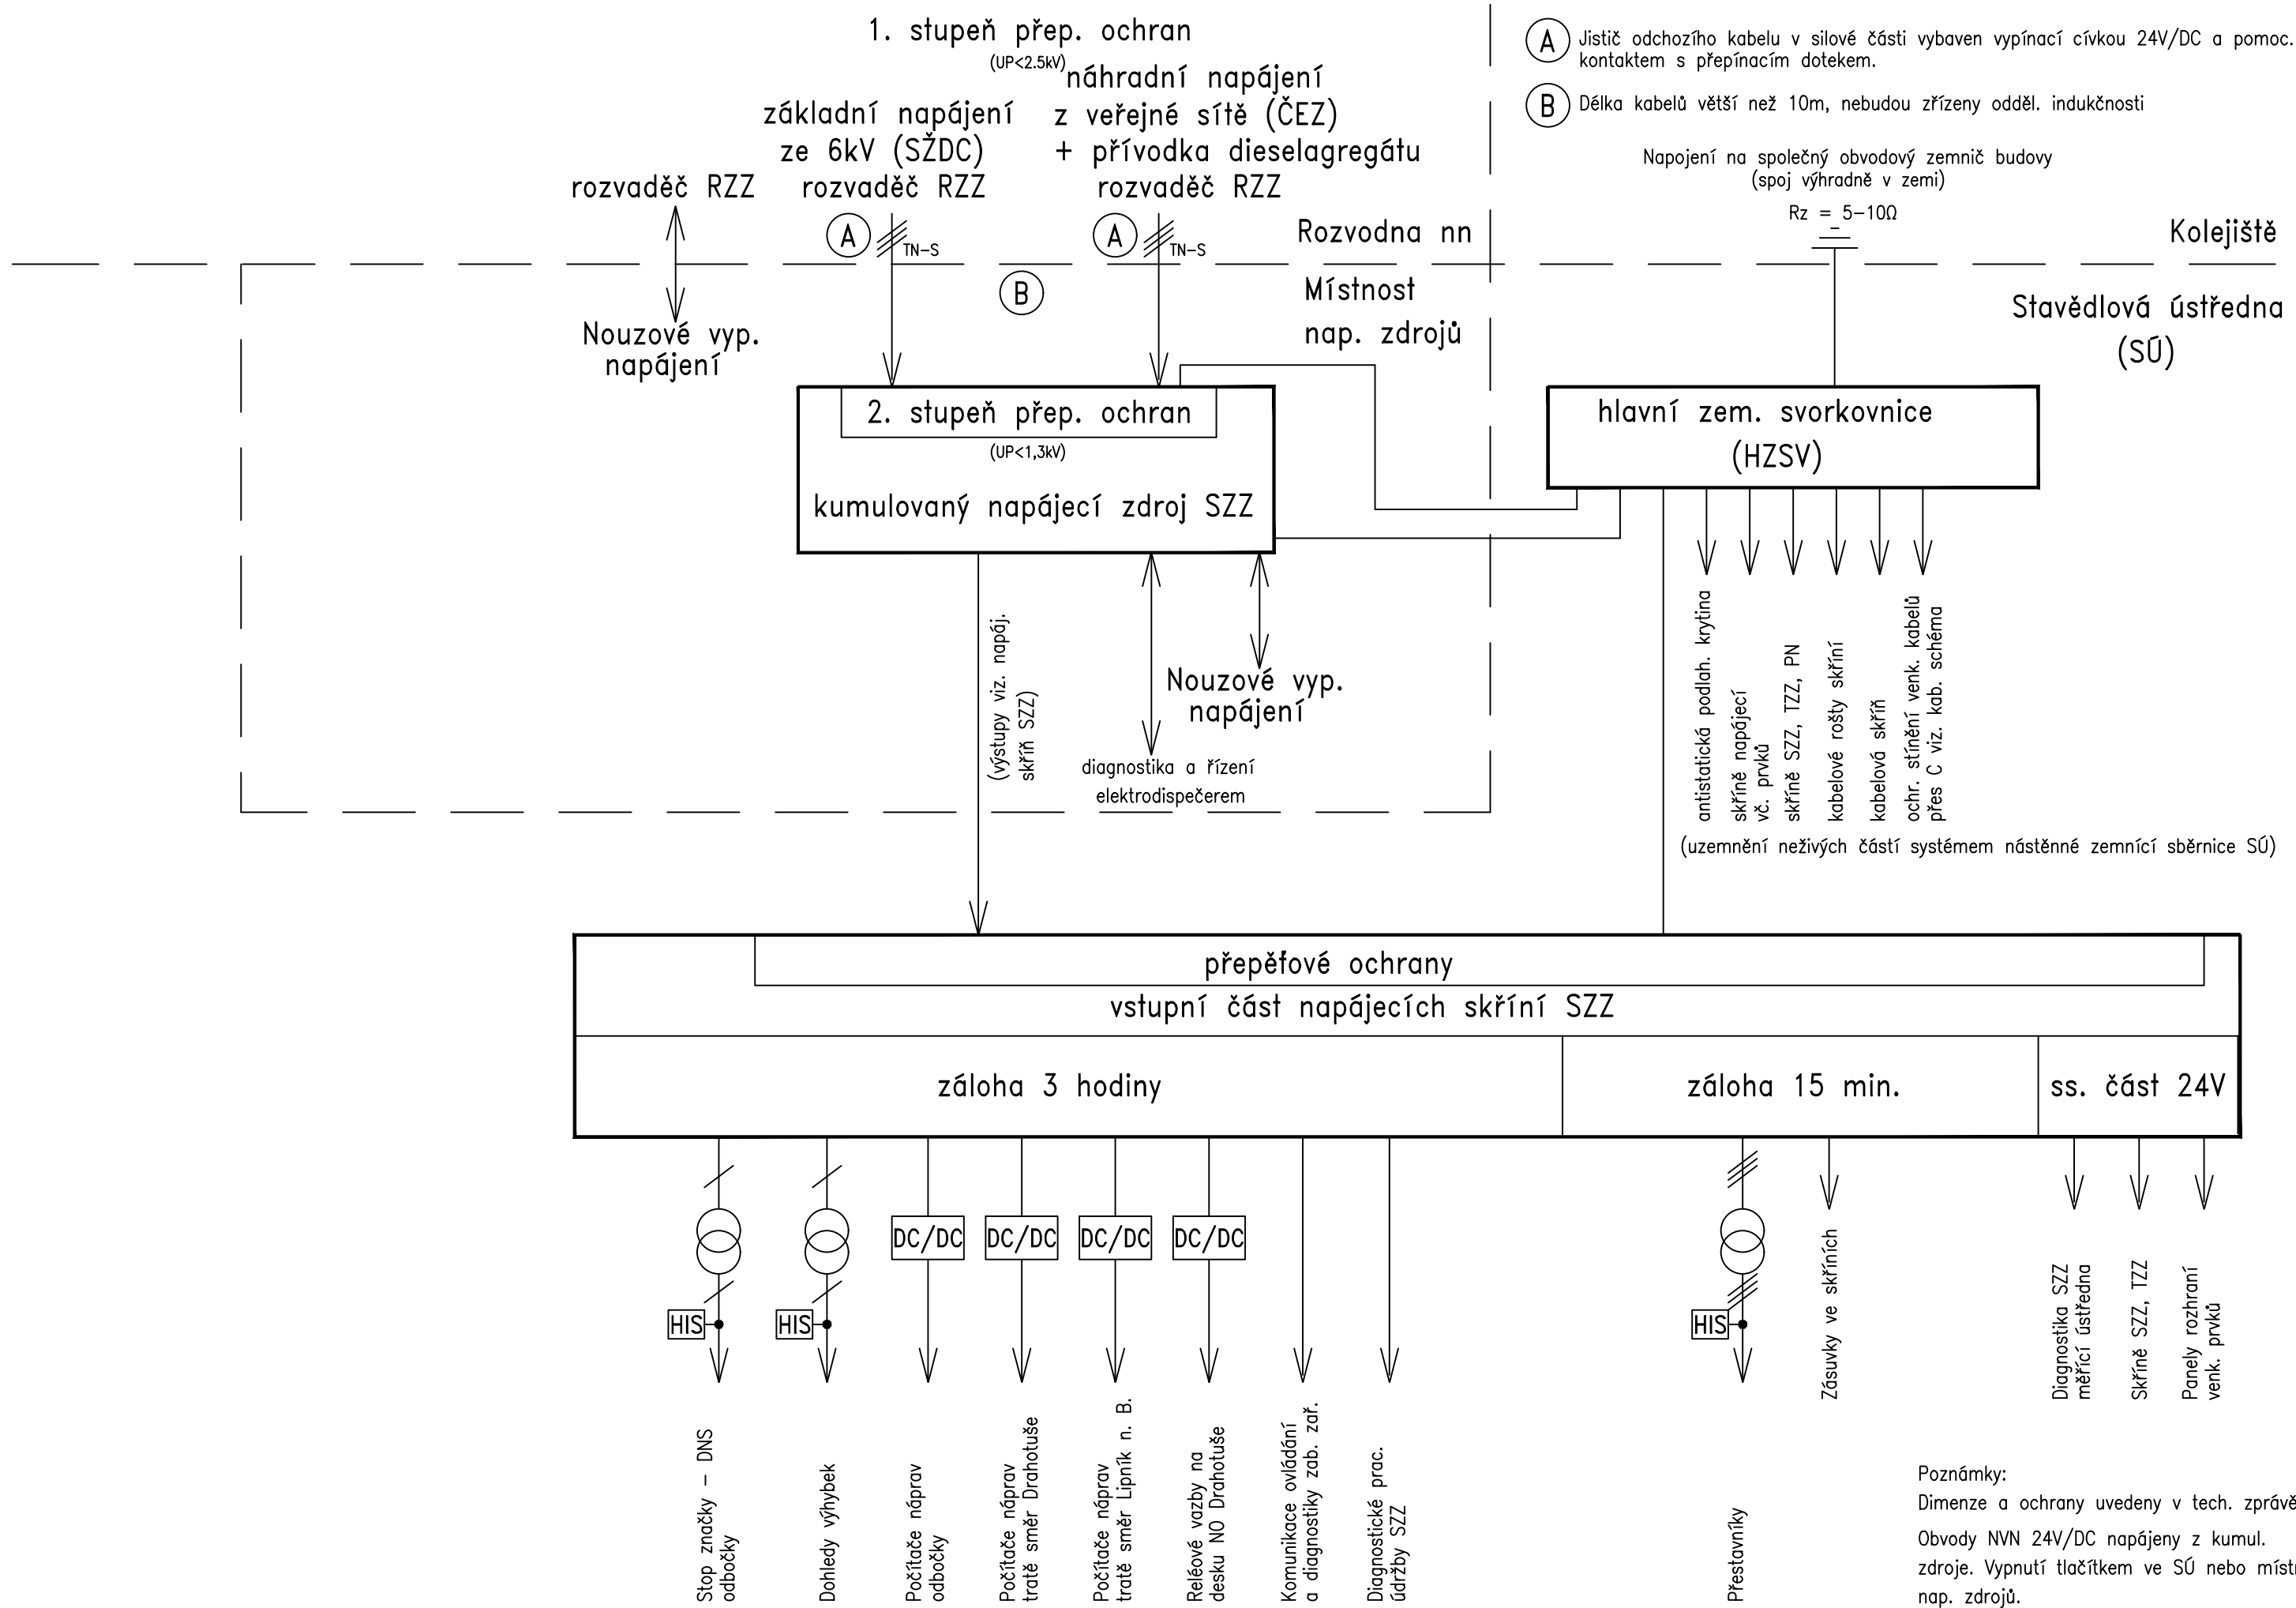 1. stupeň přep. ochran
(UP<2.5kV)
základní napájení
ze 6kV (SŽDC)
rozvaděč RZZ
náhradní napájení
z veřejné sítě (ČEZ)
+ přívodka dieselagregátu
rozvaděč RZZ
rozvaděč RZZ
A
TN-S
A
TN-S
Rozvodna nn
A Jistič odchozího kabelu v silové části vybaven vypínací cívkou 24V/DC a pomoc.
kontaktem s přepínacím dotekem.
B Délka kabelů větší než 10m, nebudou zřízeny odděl. indukčnosti
Napojení na společný obvodový zemnič budovy
(spoj výhradně v zemi)
Rz = 5-10Ω
Kolejiště
B
Místnost
nap. zdrojů
Stavědlová ústředna
(SÚ)
Nouzové vyp.
napájení
2. stupeň přep. ochran
(UP<1,3kV)
kumulovaný napájecí zdroj SZZ
hlavní zem. svorkovnice
(HZSV)
(výstupy viz. napáj.
skříň SZZ)
Nouzové vyp.
napájení
diagnostika a řízení
elektrodispečerem
antistatická podlah. krytina
skříně napájecí
vč. prvků
skříně SZZ, TZZ, PN
kabelové rošty skříní
kabelová skříň
ochr. stínění venk. kabelů
přes C viz. kab. schéma
(uzemnění neživých částí systémem nástěnné zemnící sběrnice SÚ)
přepěťové ochrany
vstupní část napájecích skříní SZZ
záloha 3 hodiny
záloha 15 min.
ss. část 24V
DC/DC
DC/DC
DC/DC
DC/DC
HIS
HIS
HIS
Stop značky - DNS
odbočky
Dohledy výhybek
Počítače náprav
odbočky
Počítače náprav
tratě směr Drahotuše
Počítače náprav
tratě směr Lipník n. B.
Reléové vazby na
desku NO Drahotuše
Komunikace ovládání
a diagnostiky zab. zař.
Diagnostické prac.
údržby SZZ
Přestavníky
Zásuvky ve skříních
Diagnostika SZZ
měřící ústředna
Skříně SZZ, TZZ
Panely rozhraní
venk. prvků
Poznámky:
Dimenze a ochrany uvedeny v tech. zprávě
Obvody NVN 24V/DC napájeny z kumul.
zdroje. Vypnutí tlačítkem ve SÚ nebo míst
nap. zdrojů.